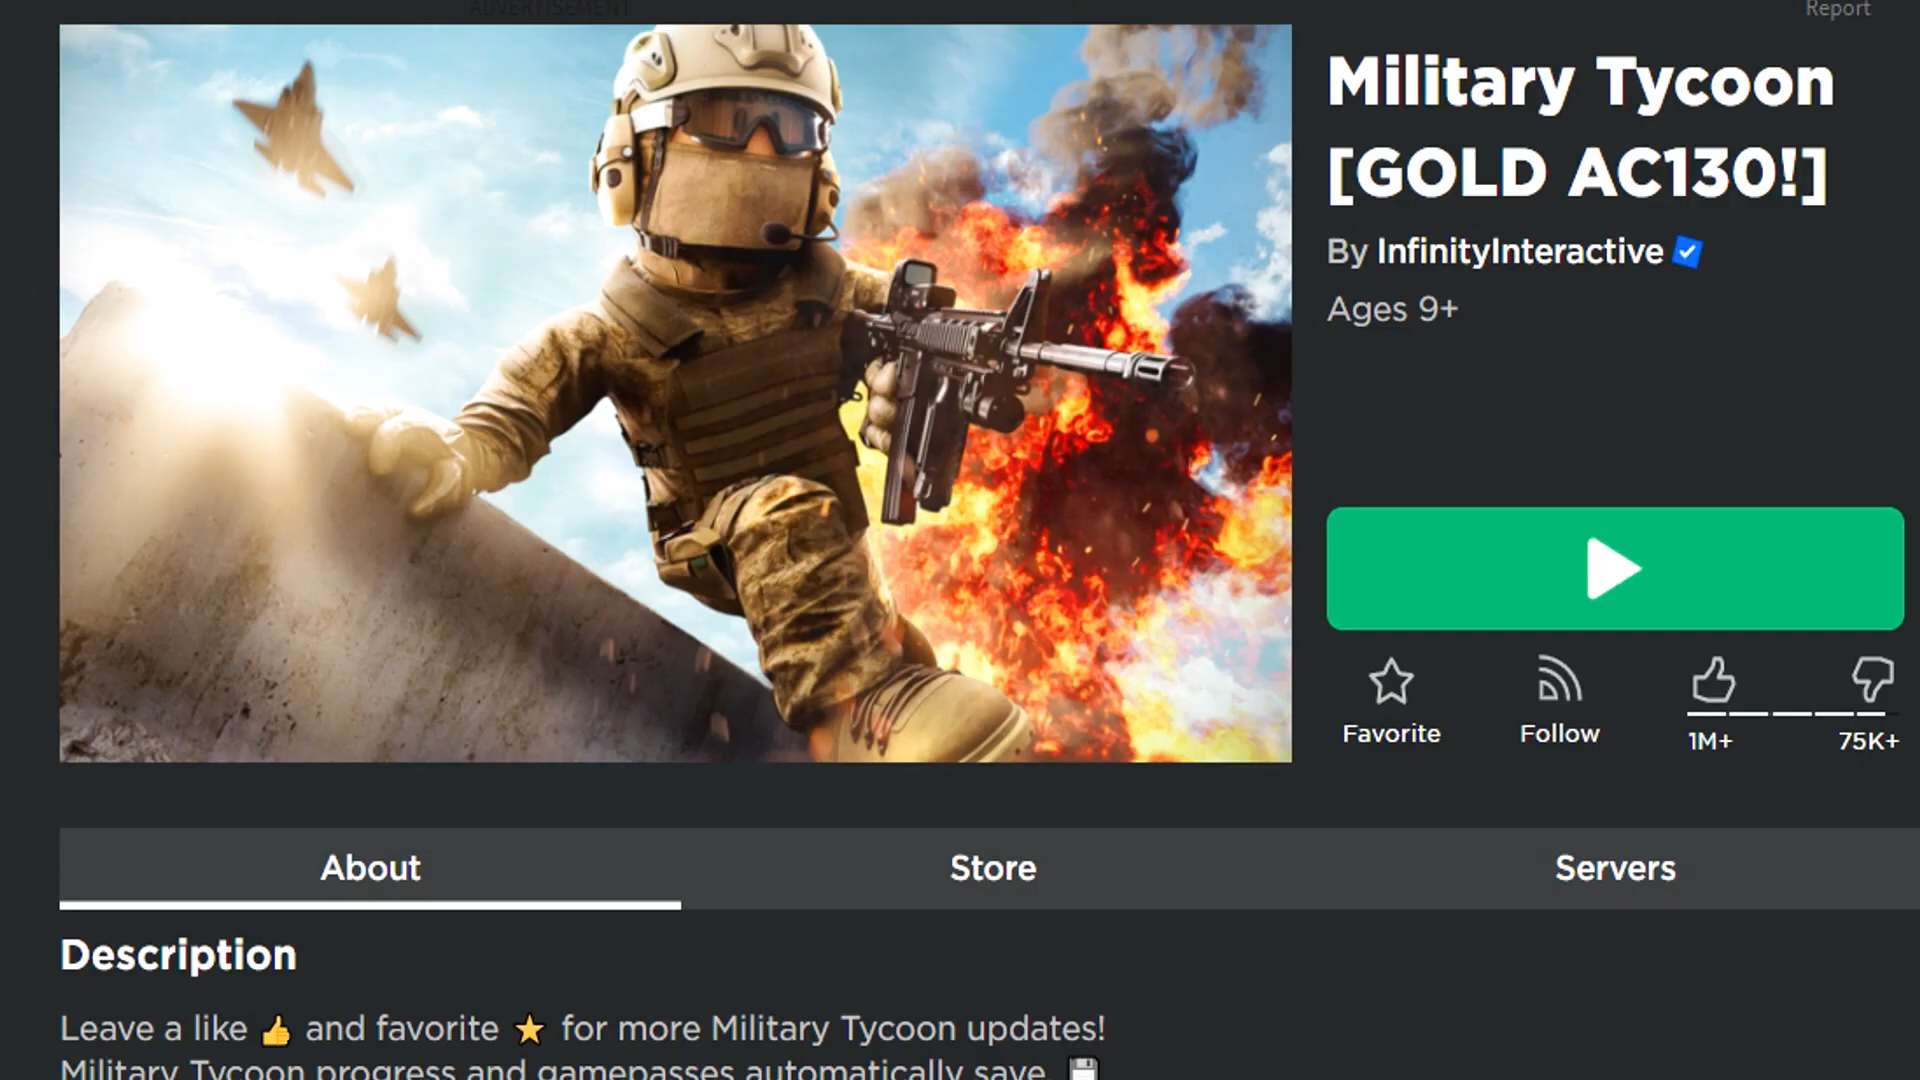 ADVERTISEMENT
Report
Military Tycoon
[GOLD AC130!]
By InfinityInteractive
Ages 9+
Favorite
Follow
1M+
75K+
About
Store
Servers
Description
Leave a like 👍 and favorite ⭐ for more Military Tycoon updates!
Military Tycoon progress and gamepasses automatically save. 💾